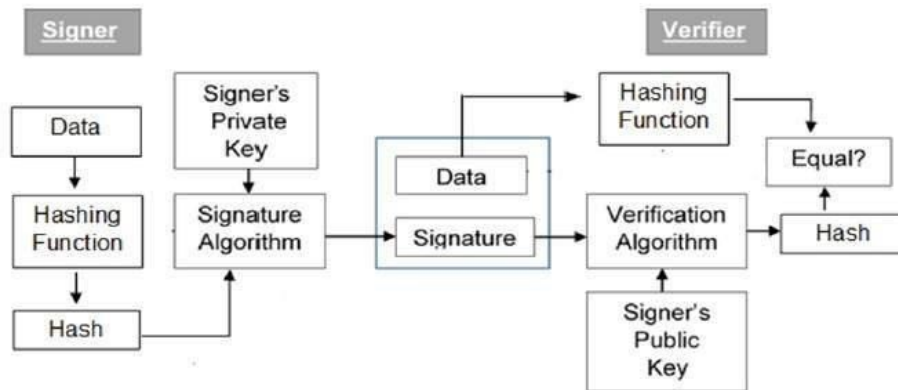 Signer
Verifier
Data
Hashing
Function
Hash
Signer's
Private
Key
Signature
Algorithm
Data
Signature
Hashing
Function
Equal?
Verification
Algorithm
Hash
Signer's
Public
Key